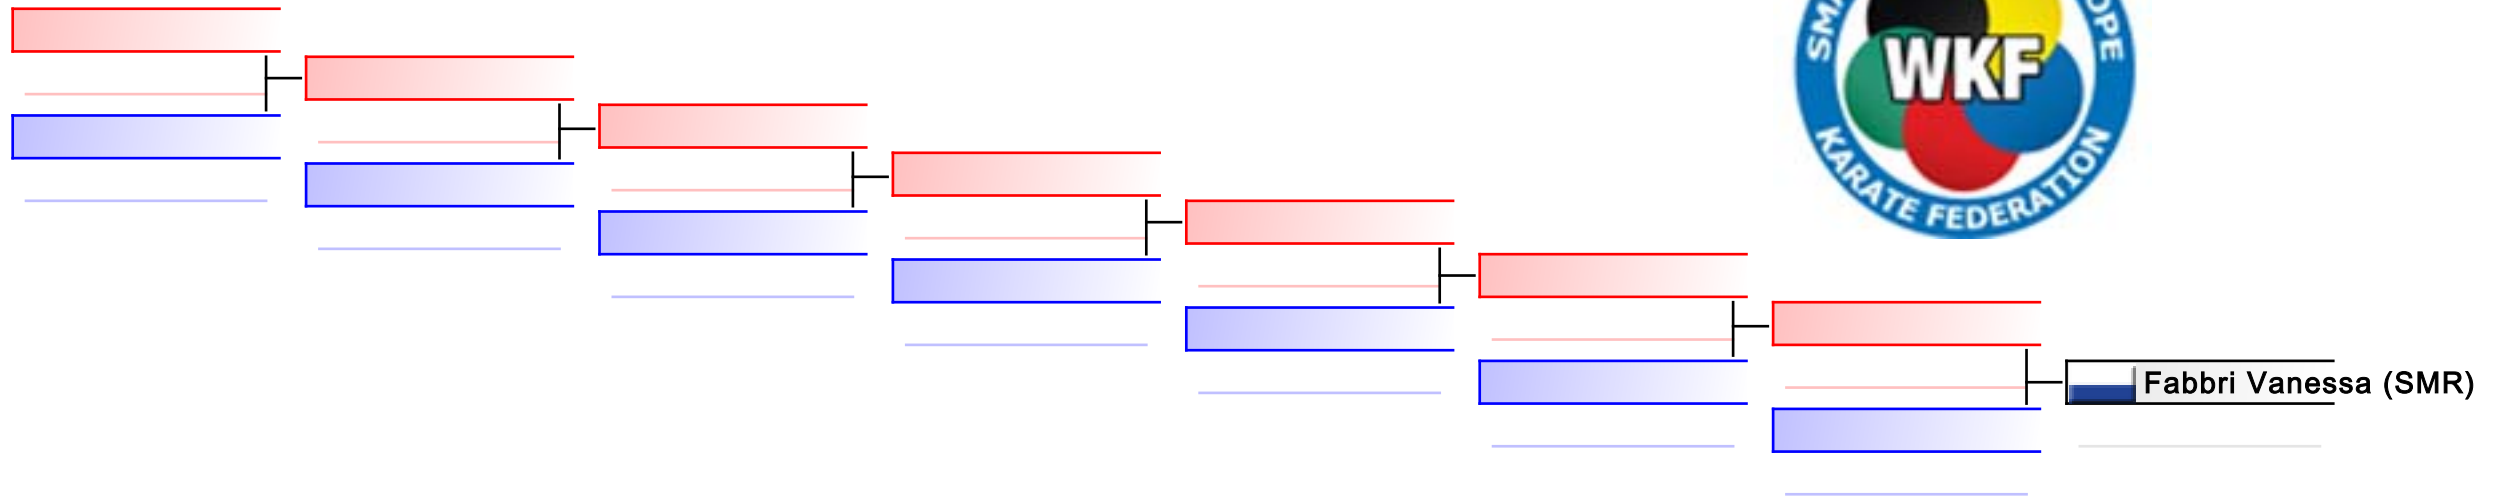 WKF
KARATE FEDERATION
Fabbri Vanessa (SMR)